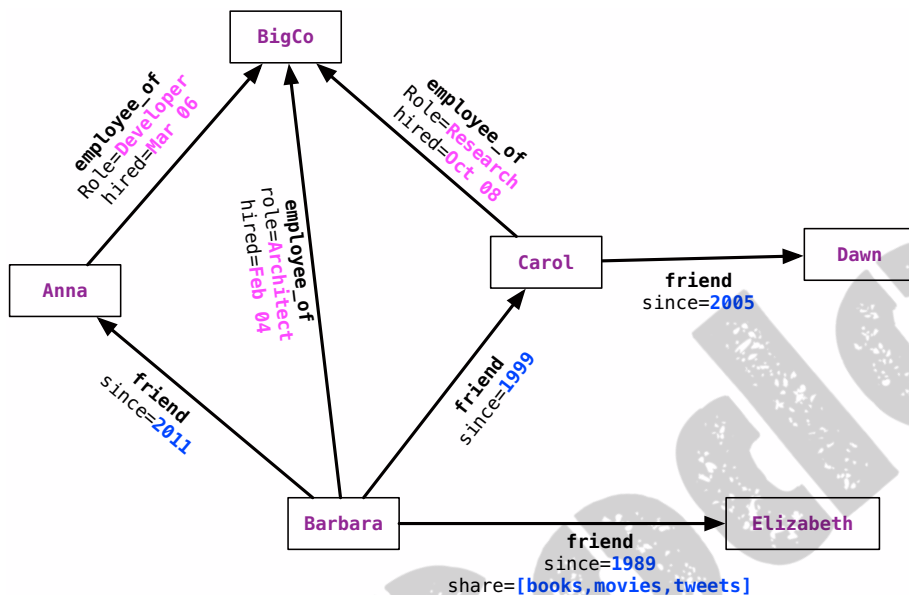 BigCo
employee_of
Role=Developer
hired=Mar 06
employee_of
role=Architect
hired=Feb 04
employee_of
Role=Research
hired=Oct 08
Anna
Carol
Dawn
friend
since=2005
friend
since=2011
friend
since=1999
Barbara
Elizabeth
friend
since=1989
share=[books,movies,tweets]